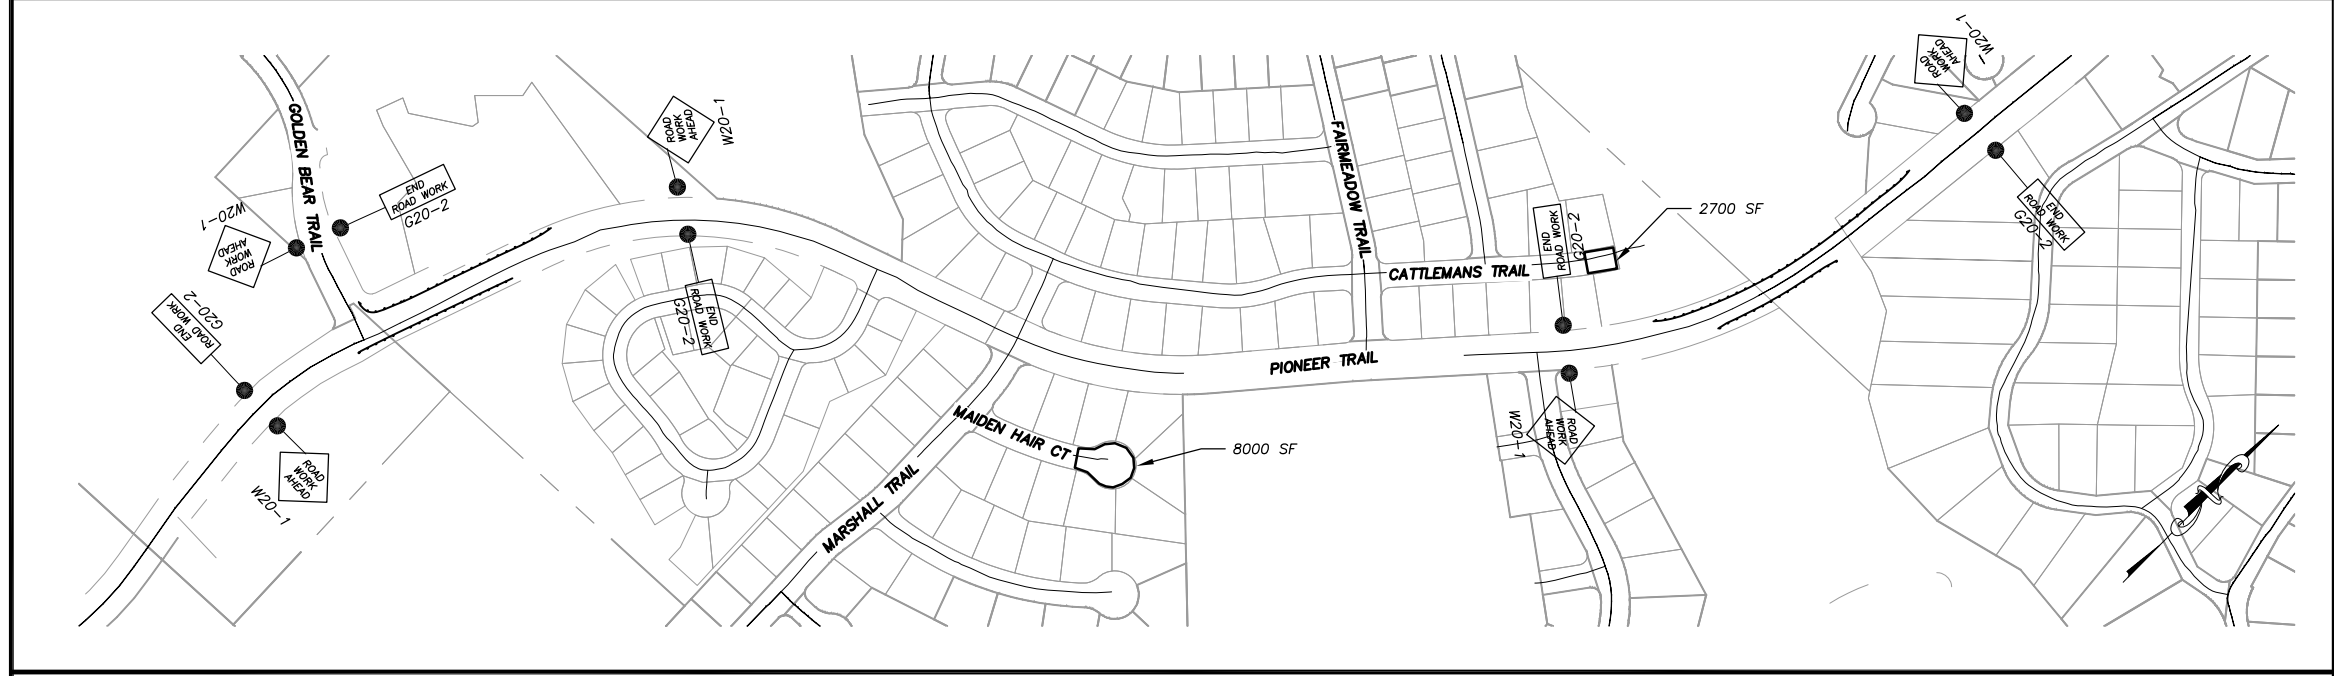 GOLDEN BEAR TRAIL
W20-1
ROAD
WORK
AHEAD
END
ROAD WORK
G20-2
END
ROAD WORK
G20-2
ROAD
WORK
AHEAD
W20-1
ROAD
WORK
AHEAD
W20-1
END
ROAD WORK
G20-2
MAIDEN HAIR CT
8000 SF
MARSHALL TRAIL
FAIRMEADOW TRAIL
CATTLEMANS TRAIL
PIONEER TRAIL
END
ROAD WORK
G20-2
2700 SF
ROAD
WORK
AHEAD
W20-1
ROAD
WORK
AHEAD
W20-1
END
ROAD WORK
G20-2